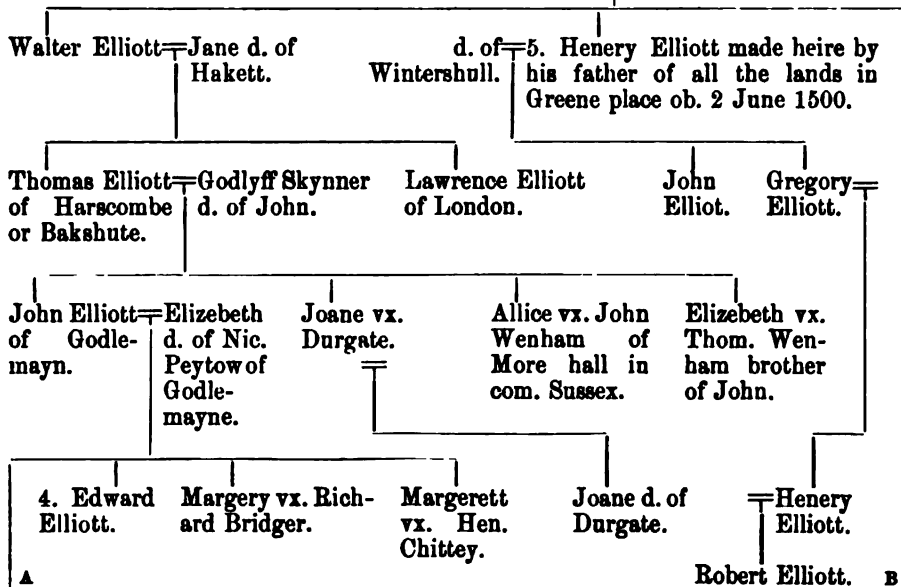 Walter Elliott Jane d. of
Hakett.
d. of
Wintershull.
5. Henery Elliott made heire by
his father of all the lands in
Greene place ob. 2 June 1500.
Thomas Elliott
of Harscombe
or Bakshute.
Godlyff Skynner
d. of John.
Lawrence Elliott
of London.
John
Elliot.
Gregory
Elliott.
John Elliott
of Godle-
mayn.
Elizebeth
d. of Nic.
Peytow of
Godle-
mayne.
Joane vx.
Durgate.
Allice vx. John
Wenham of
More hall in
com. Sussex.
Elizebeth vx.
Thom. Wen-
ham brother
of John.
4. Edward
Elliott.
Margery vx. Rich-
ard Bridger.
Margerett
vx. Hen.
Chittey.
Joane d. of
Durgate.
Henery
Elliott.
A
Robert Elliott. B